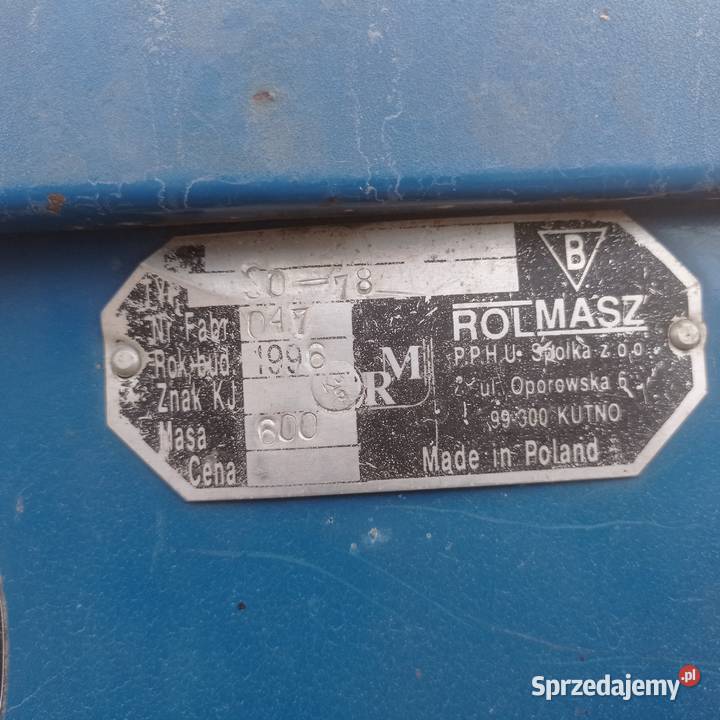 Typ SO-78
Nr Fabr 047
Rok bud 1996
Znak KJ
Masa 600
Cena
RM
B
ROLMASZ
PPHU Spółka z.o.o.
ul. Oporowska 6
99-300 KUTNO
Made in Poland
Sprzedajemy.pl